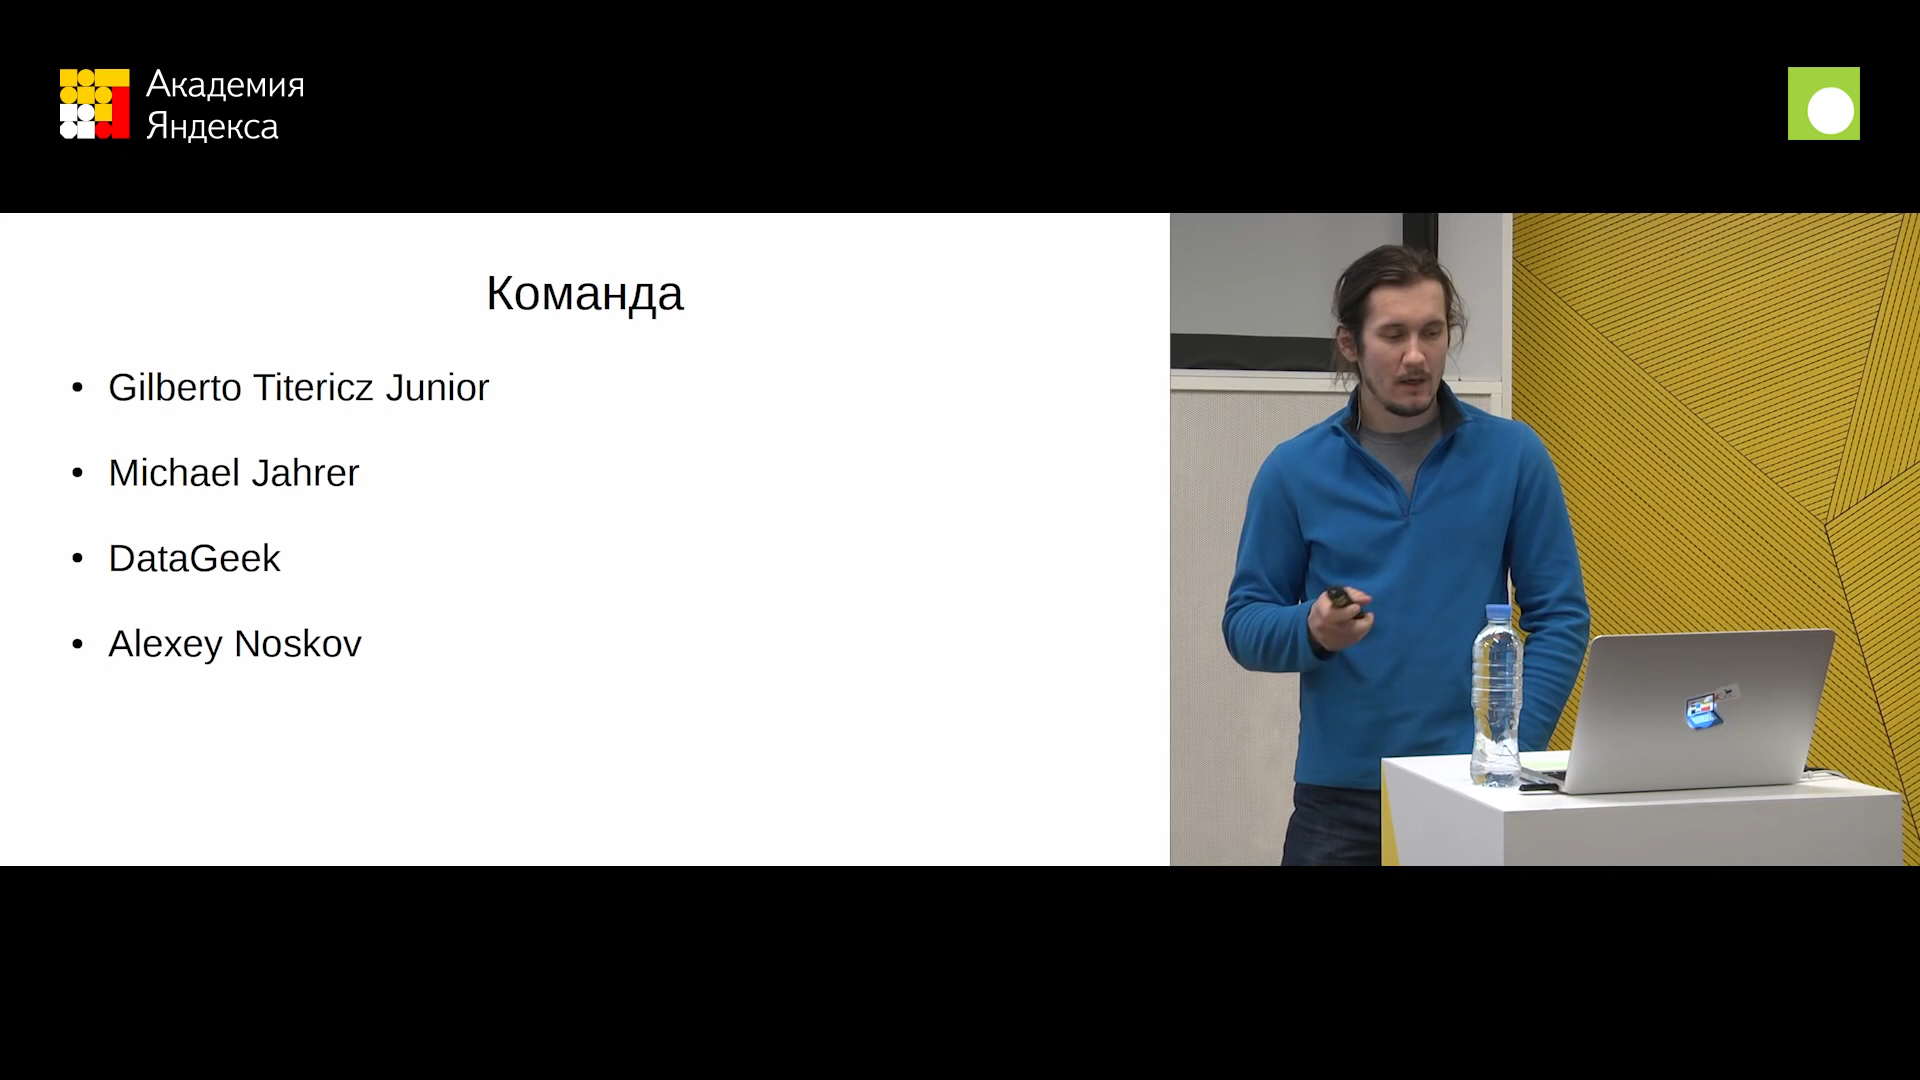 Академия
Яндекса
Команда
• Gilberto Titericz Junior
• Michael Jahrer
• DataGeek
• Alexey Noskov